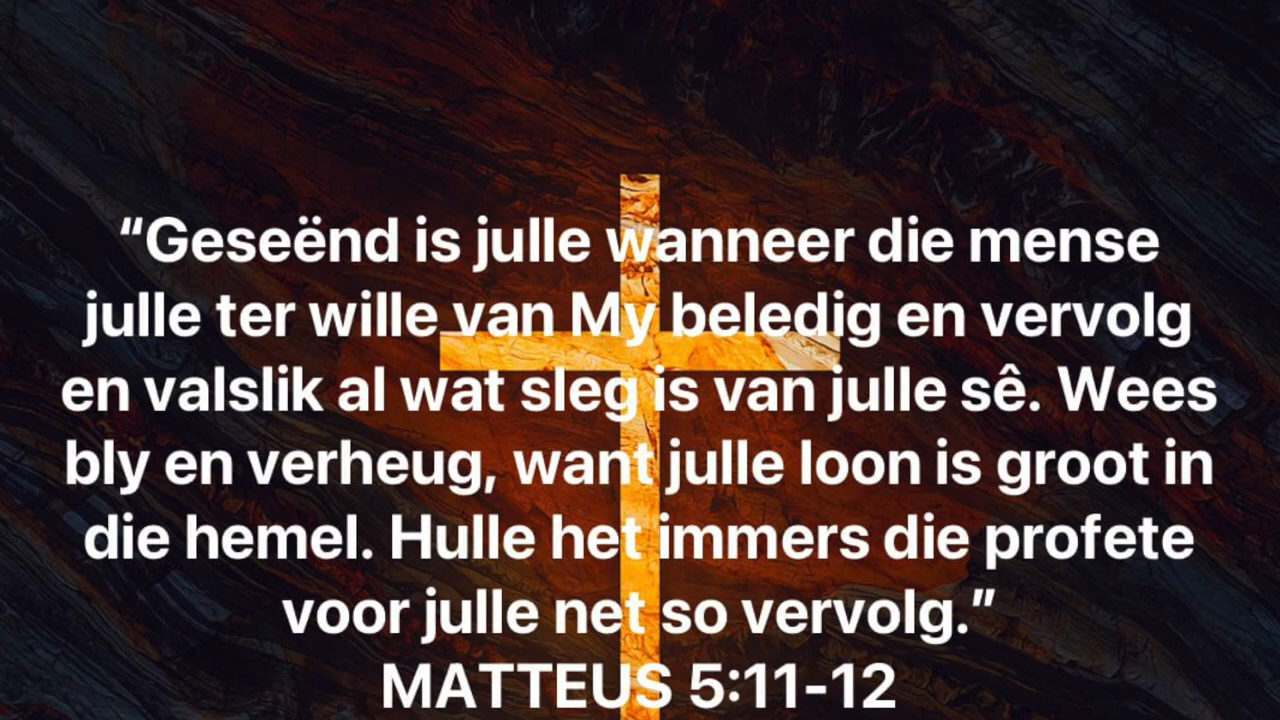 “Geseënd is julle wanneer die mense
julle ter wille van My beledig en vervolg
en valslik al wat sleg is van julle sê. Wees
bly en verheug, want julle loon is groot in
die hemel. Hulle het immers die profete
voor julle net so vervolg.”
MATTEUS 5:11-12